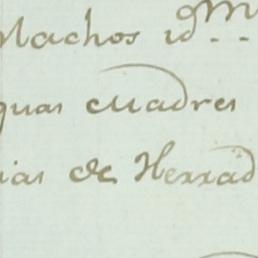 Machos id..
guas Madres
ias de Herrad